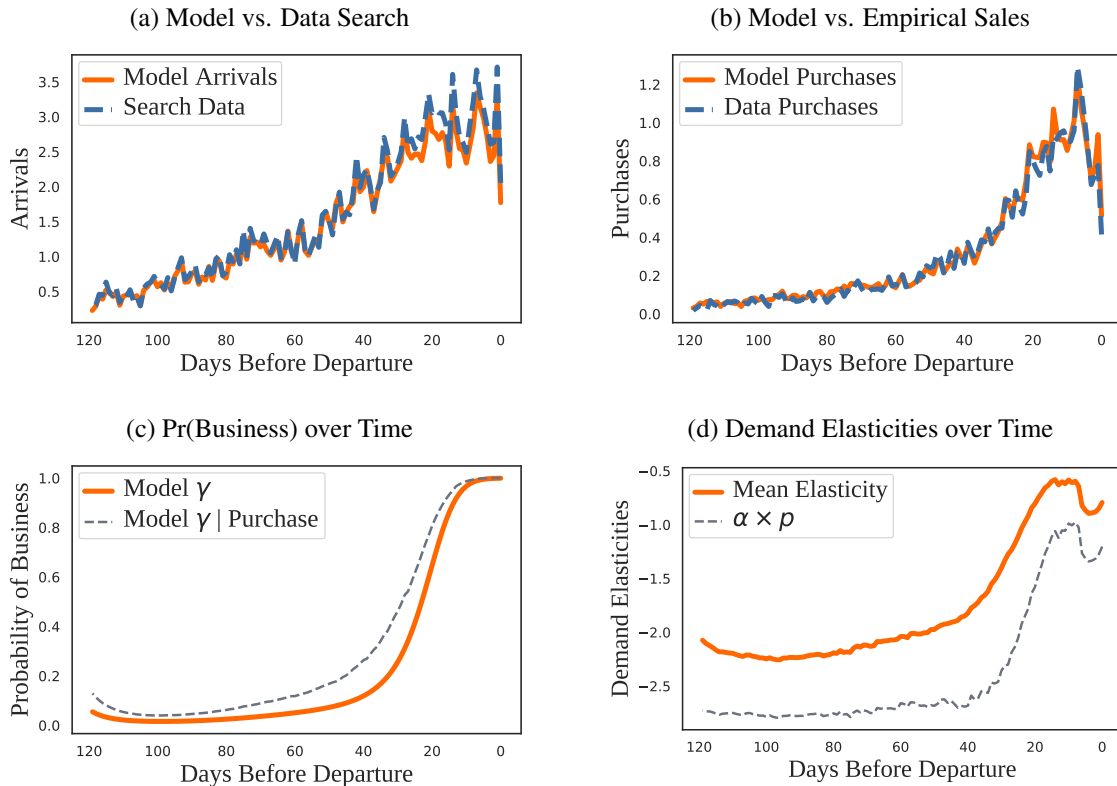 (a) Model vs. Data Search
Model Arrivals
Search Data
Arrivals
3.5
3.0
2.5
2.0
1.5
1.0
0.5
120 100 80 60 40 20 0
Days Before Departure
(b) Model vs. Empirical Sales
Model Purchases
Data Purchases
Purchases
1.2
1.0
0.8
0.6
0.4
0.2
0.0
120 100 80 60 40 20 0
Days Before Departure
(c) Pr(Business) over Time
Model γ
Model γ | Purchase
Probability of Business
1.0
0.8
0.6
0.4
0.2
0.0
120 100 80 60 40 20 0
Days Before Departure
(d) Demand Elasticities over Time
Mean Elasticity
α × p
Demand Elasticities
−0.5
−1.0
−1.5
−2.0
−2.5
120 100 80 60 40 20 0
Days Before Departure